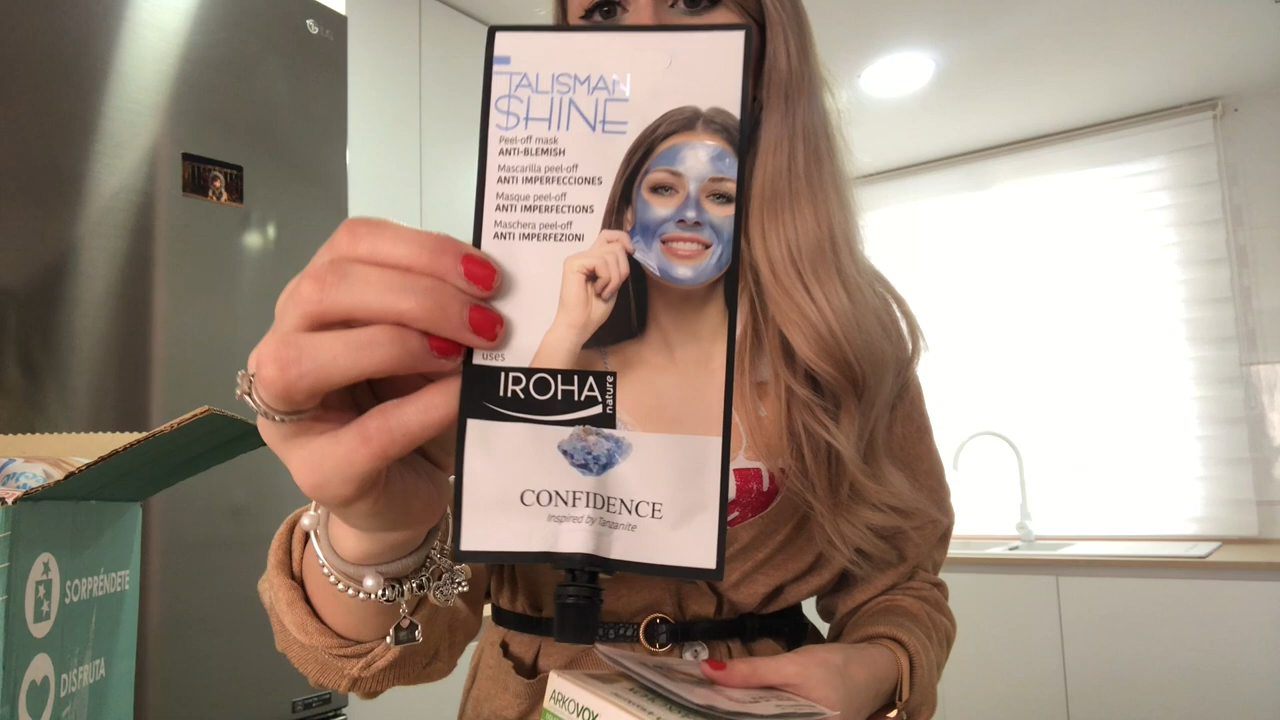 LG
TALISMAN
SHINE
Peel-off mask
ANTI-BLEMISH
Mascarilla peel-off
ANTI IMPERFECCIONES
Masque peel-off
ANTI IMPERFECTIONS
Maschera peel-off
ANTI IMPERFEZIONI
uses
IROHA
nature
CONFIDENCE
Inspired by Tanzanite
SORPRÉNDETE
DISFRUTA
ARKOVOX